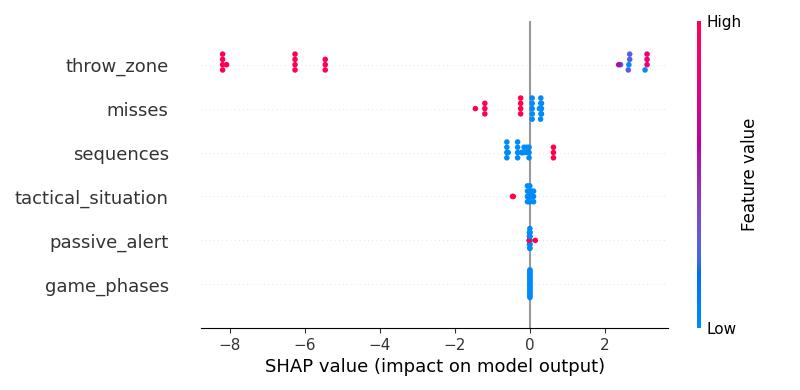 High
throw_zone
misses
sequences
tactical_situation
passive_alert
game_phases
Feature value
Low
−8 −6 −4 −2 0 2
SHAP value (impact on model output)